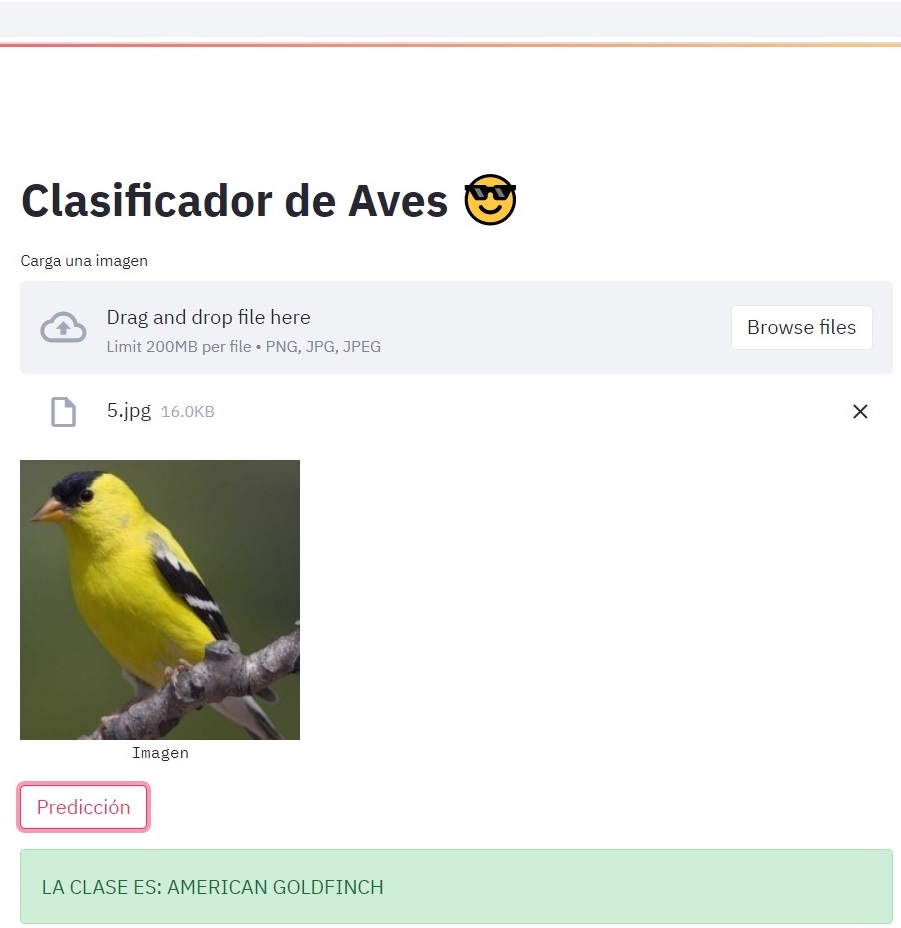 Clasificador de Aves 😎
Carga una imagen
Drag and drop file here
Limit 200MB per file • PNG, JPG, JPEG
Browse files
5.jpg 16.0KB
Imagen
Predicción
LA CLASE ES: AMERICAN GOLDFINCH